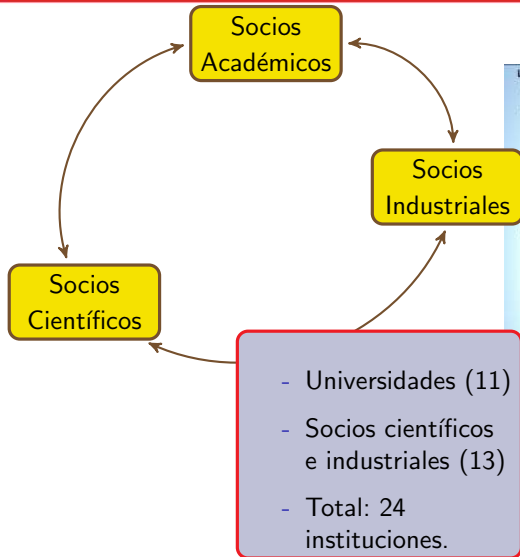 Socios
Académicos
Socios
Industriales
Socios
Científicos
- Universidades (11)
- Socios científicos
e industriales (13)
- Total: 24
instituciones.